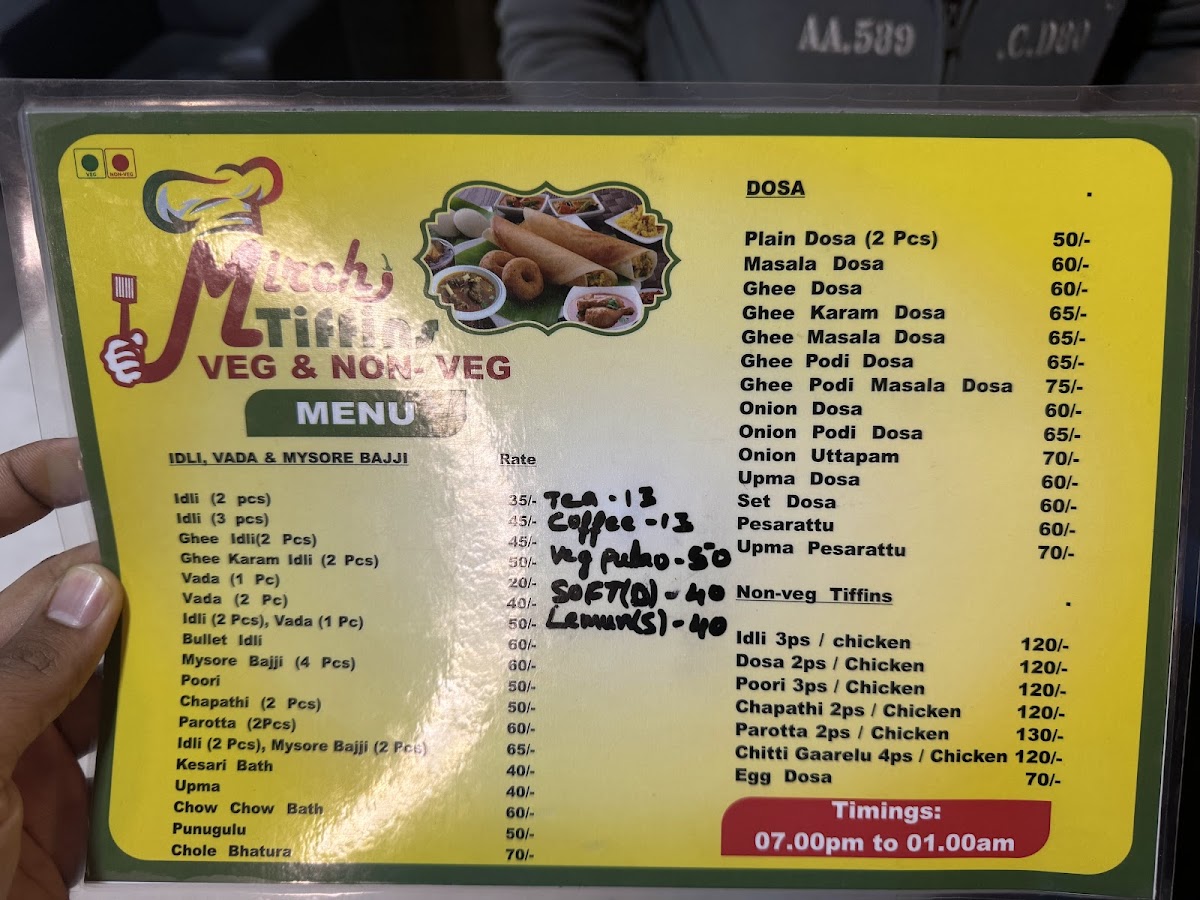 AA.589 .C.D80
VEG NON-VEG
Mirchi
Tiffins
VEG & NON- VEG
MENU
IDLI, VADA & MYSORE BAJJI Rate
Idli (2 pcs) 35/-
Idli (3 pcs) 45/-
Ghee Idli(2 Pcs) 45/-
Ghee Karam Idli (2 Pcs) 50/-
Vada (1 Pc) 20/-
Vada (2 Pc) 40/-
Idli (2 Pcs), Vada (1 Pc) 50/-
Bullet Idli 60/-
Mysore Bajji (4 Pcs) 60/-
Poori 50/-
Chapathi (2 Pcs) 50/-
Parotta (2Pcs) 60/-
Idli (2 Pcs), Mysore Bajji (2 Pcs) 65/-
Kesari Bath 40/-
Upma 40/-
Chow Chow Bath 60/-
Punugulu 50/-
Chole Bhatura 70/-
Tea - 13
Coffee - 13
Veg pulao - 50
SOFT(D) - 40
Lemun(S) - 40
DOSA .
Plain Dosa (2 Pcs) 50/-
Masala Dosa 60/-
Ghee Dosa 60/-
Ghee Karam Dosa 65/-
Ghee Masala Dosa 65/-
Ghee Podi Dosa 65/-
Ghee Podi Masala Dosa 75/-
Onion Dosa 60/-
Onion Podi Dosa 65/-
Onion Uttapam 70/-
Upma Dosa 60/-
Set Dosa 60/-
Pesarattu 60/-
Upma Pesarattu 70/-
Non-veg Tiffins .
Idli 3ps / chicken 120/-
Dosa 2ps / Chicken 120/-
Poori 3ps / Chicken 120/-
Chapathi 2ps / Chicken 120/-
Parotta 2ps / Chicken 130/-
Chitti Gaarelu 4ps / Chicken 120/-
Egg Dosa 70/-
Timings:
07.00pm to 01.00am